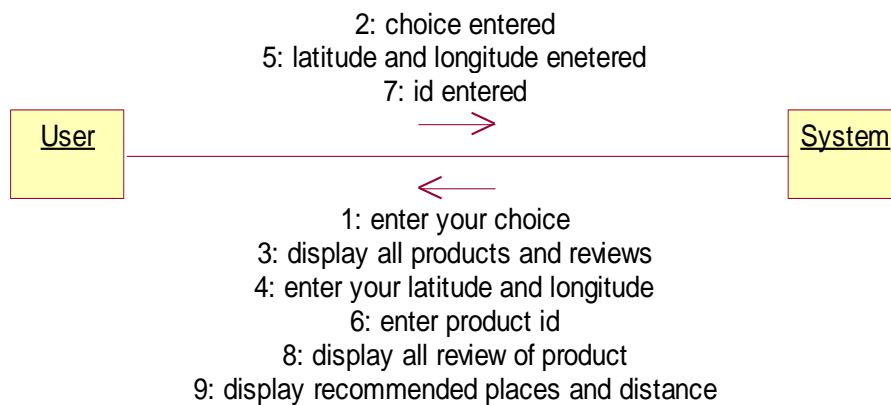 2: choice entered
5: latitude and longitude enetered
7: id entered
User
System
1: enter your choice
3: display all products and reviews
4: enter your latitude and longitude
6: enter product id
8: display all review of product
9: display recommended places and distance